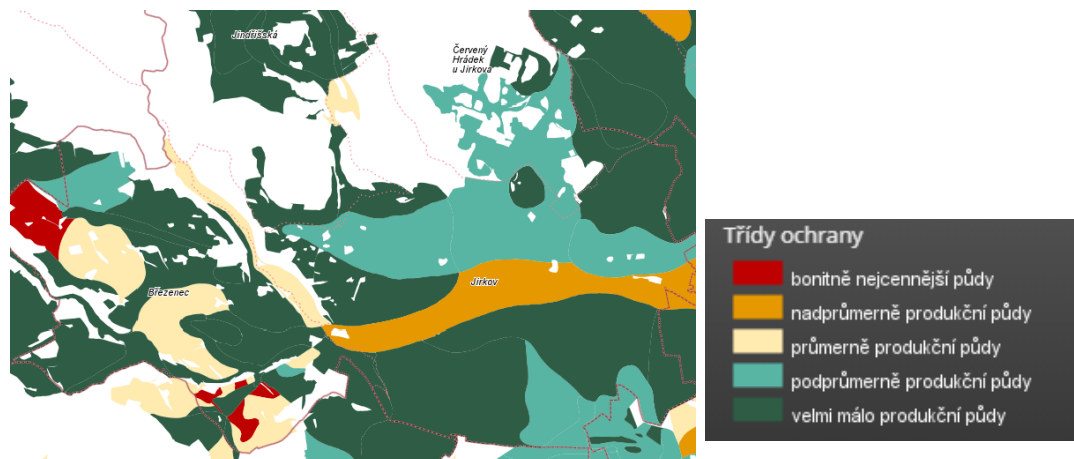 Jindřišská
Červený
Hrádek
u Jirkova
Březenec
Jirkov
Třídy ochrany
bonitně nejcennější půdy
nadprůmerně produkční půdy
průmerně produkční půdy
podprůmerně produkční půdy
velmi málo produkční půdy